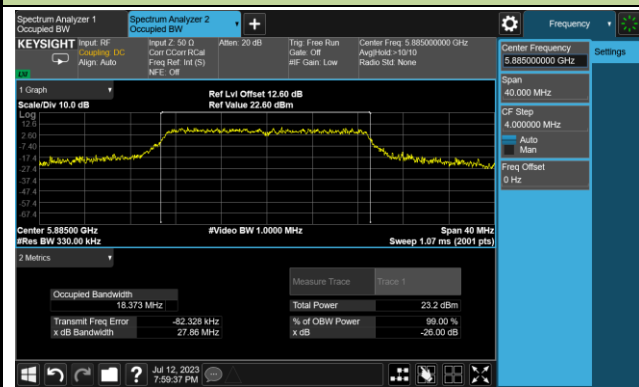 Spectrum Analyzer 1
Occupied BW
Spectrum Analyzer 2
Occupied BW
Frequency
KEYSIGHT
Input: RF
Coupling: DC
Align: Auto
Input Z: 50 Ω
Corr CCorr RCal
Freq Ref: Int (S)
NFE: Off
Atten: 20 dB
Trig: Free Run
Gate: Off
#IF Gain: Low
Center Freq: 5.885000000 GHz
Avg|Hold:>10/10
Radio Std: None
Center Frequency
5.885000000 GHz
Settings
Span
40.000 MHz
CF Step
4.000000 MHz
Auto
Man
Freq Offset
0 Hz
1 Graph
Scale/Div 10.0 dB
Ref Lvl Offset 12.60 dB
Ref Value 22.60 dBm
Log
12.6
2.60
-7.40
-17.4
-27.4
-37.4
-47.4
-57.4
-67.4
Center 5.88500 GHz
#Res BW 330.00 kHz
#Video BW 1.0000 MHz
Span 40 MHz
Sweep 1.07 ms (2001 pts)
2 Metrics
Measure Trace
Trace 1
Occupied Bandwidth
18.373 MHz
Total Power
23.2 dBm
Transmit Freq Error
-82.328 kHz
% of OBW Power
99.00 %
x dB Bandwidth
27.86 MHz
x dB
-26.00 dB
Jul 12, 2023
7:59:37 PM